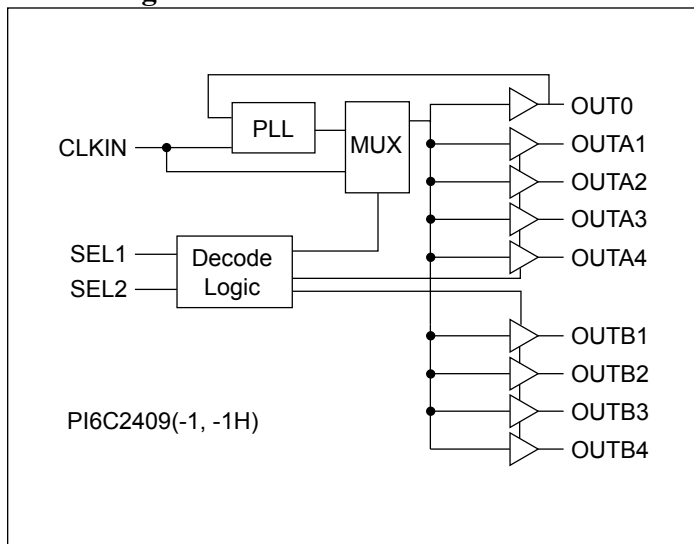 PLL
MUX
CLKIN
SEL1
SEL2
Decode
Logic
OUT0
OUTA1
OUTA2
OUTA3
OUTA4
OUTB1
OUTB2
OUTB3
OUTB4
PI6C2409(-1, -1H)